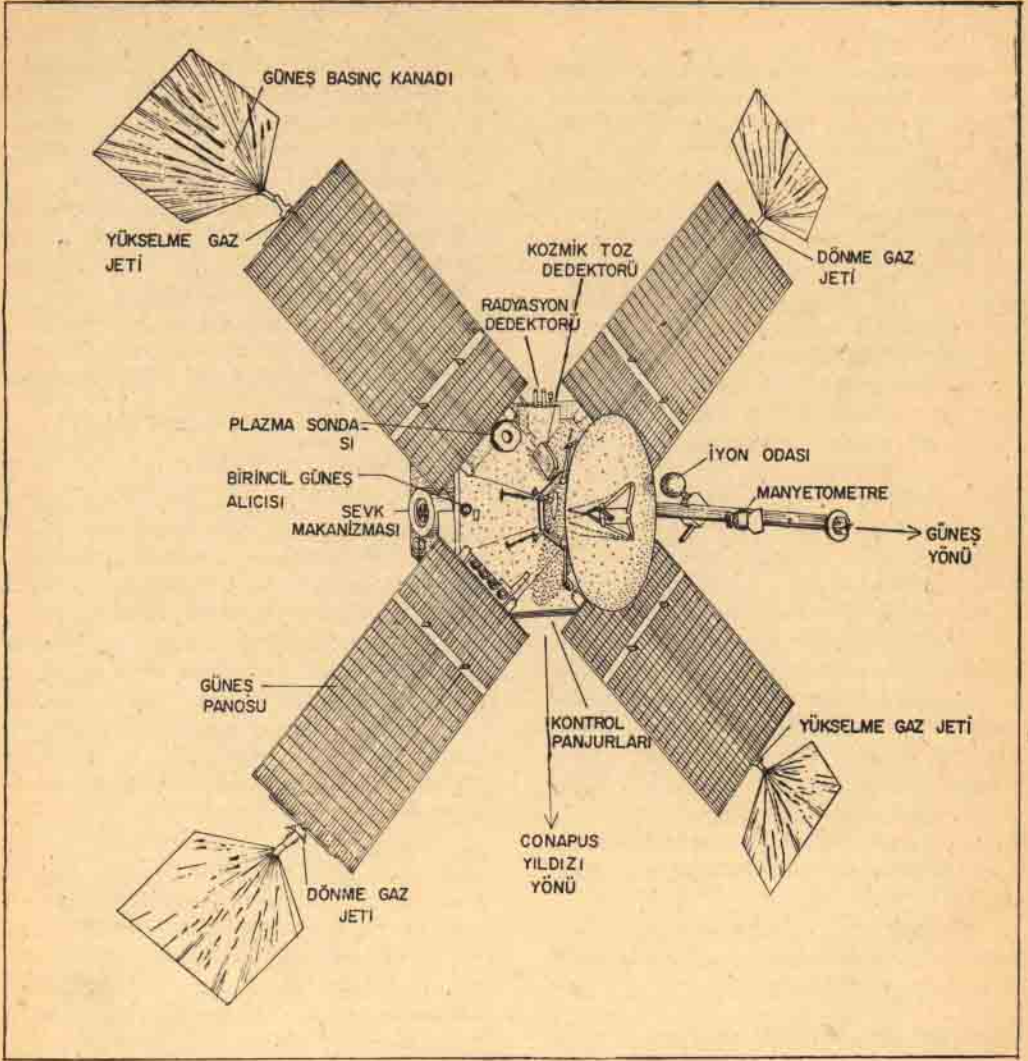 GÜNEŞ BASINÇ KANADI
YÜKSELME GAZ
JETİ
DÖNME GAZ
JETİ
KOZMİK TOZ
DEDEKTORÜ
RADYASYON
DEDEKTORÜ
PLAZMA SONDA-
SI
İYON ODASI
BİRİNCİL GÜNEŞ
ALICISI
MANYETOMETRE
SEVK
MAKANİZMASI
GÜNEŞ
YÖNÜ
GÜNEŞ
PANOSU
KONTROL
PANJURLARI
YÜKSELME GAZ JETİ
CONAPUS
YILDIZI
YÖNÜ
DÖNME GAZ
JETİ